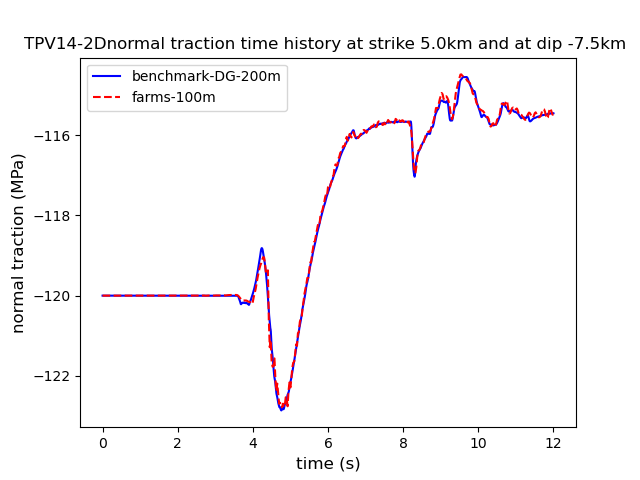 TPV14-2Dnormal traction time history at strike 5.0km and at dip -7.5km
benchmark-DG-200m
farms-100m
normal traction (MPa)
−116
−118
−120
−122
0 2 4 6 8 10 12
time (s)